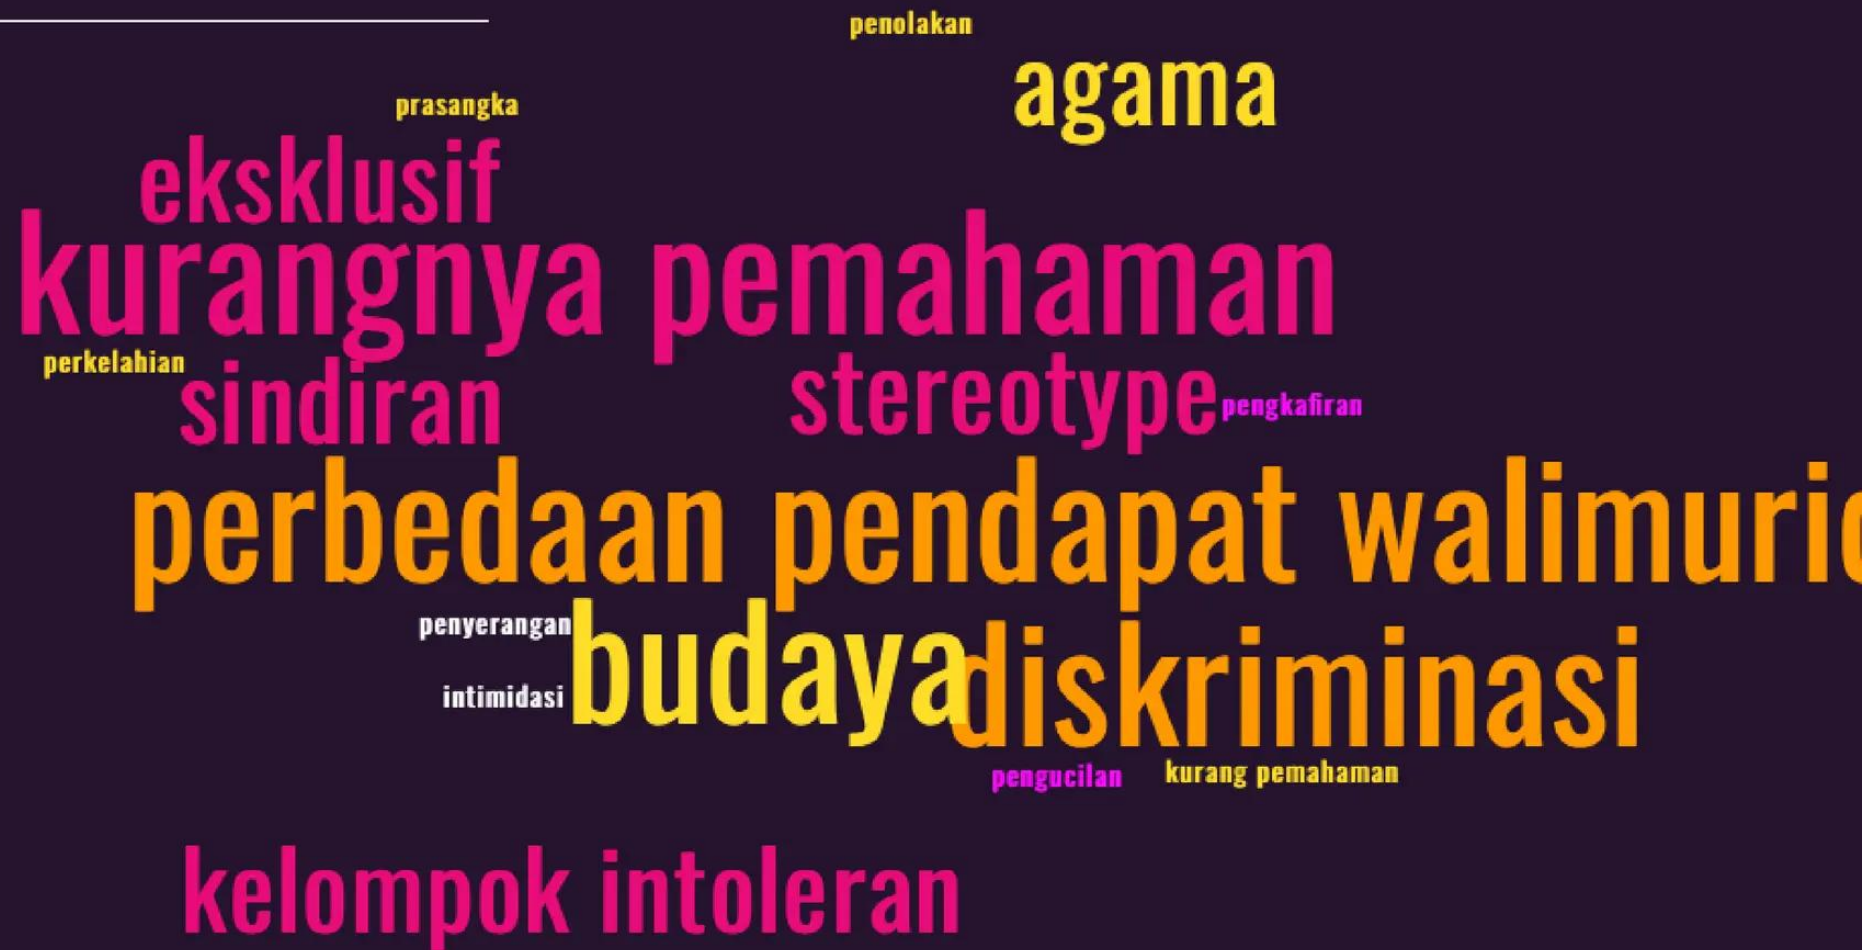 penolakan
agama
prasangka
eksklusif
kurangnya pemahaman
perkelahian
sindiran
stereotype
pengkafiran
perbedaan pendapat
penyerangan
budaya
diskriminasi
intimidasi
pengucilan
kurang pemahaman
kelompok intoleran